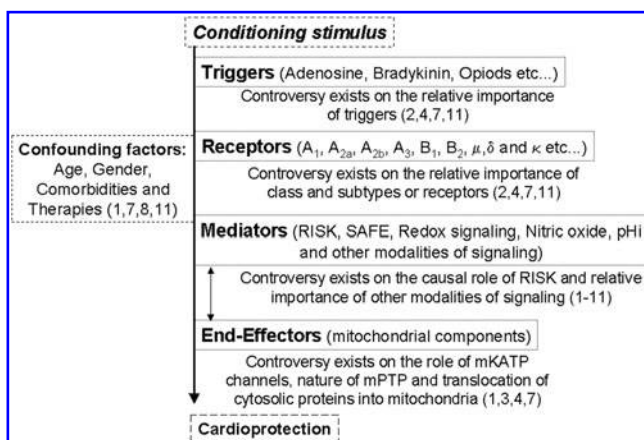 Conditioning stimulus
Triggers (Adenosine, Bradykinin, Opiods etc...)
Controversy exists on the relative importance
of triggers (2,4,7,11)
Confounding factors:
Age, Gender,
Comorbidities and
Therapies (1,7,8,11)
Receptors (A1, A2a, A2b, A3, B1, B2, μ,δ and κ etc...)
Controversy exists on the relative importance of
class and subtypes or receptors (2,4,7,11)
Mediators (RISK, SAFE, Redox signaling, Nitric oxide, pHi
and other modalities of signaling)
Controversy exists on the causal role of RISK and relative
importance of other modalities of signaling (1-11)
End-Effectors (mitochondrial components)
Controversy exists on the role of mKATP
channels, nature of mPTP and translocation of
cytosolic proteins into mitochondria (1,3,4,7)
Cardioprotection